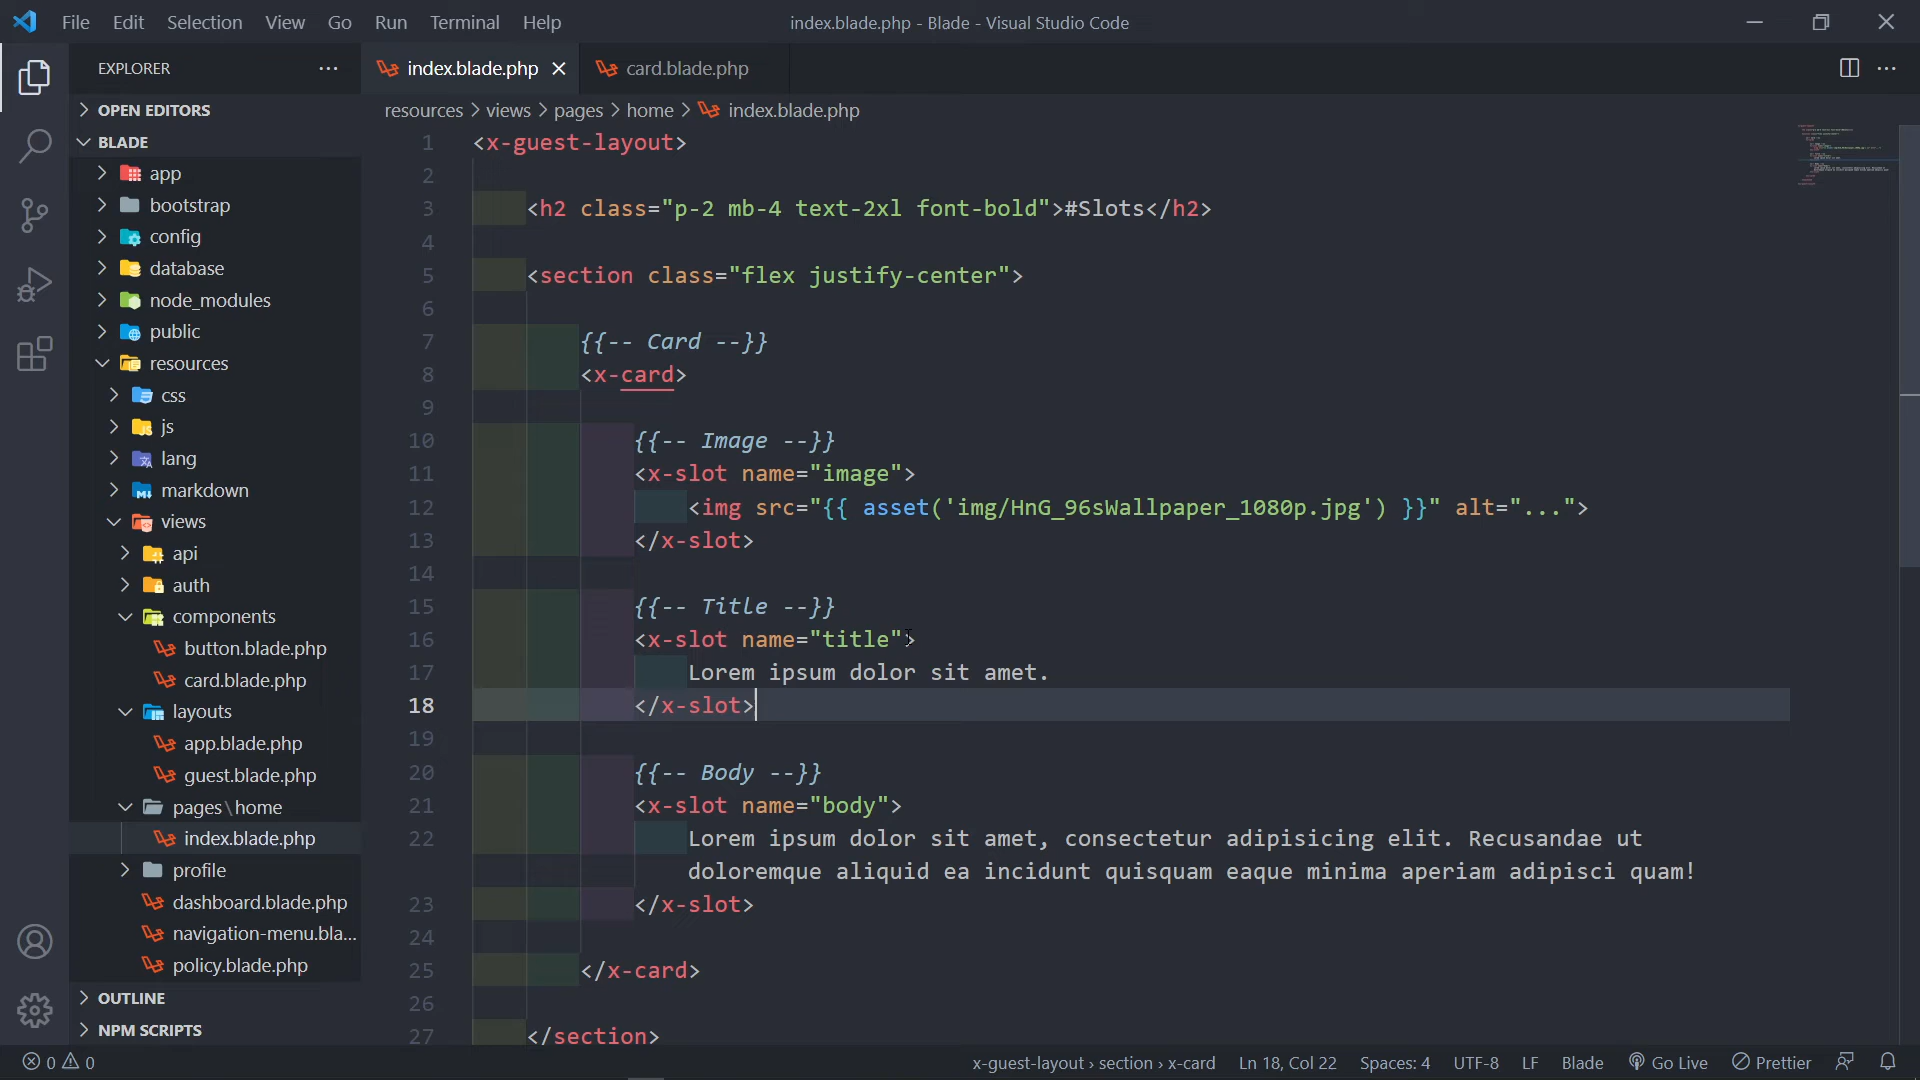 File Edit Selection View Go Run Terminal Help
index.blade.php - Blade - Visual Studio Code
EXPLORER
OPEN EDITORS
BLADE
app
bootstrap
config
database
node_modules
public
resources
css
js
lang
markdown
views
api
auth
components
button.blade.php
card.blade.php
layouts
app.blade.php
guest.blade.php
pages\home
index.blade.php
profile
dashboard.blade.php
navigation-menu.bla...
policy.blade.php
OUTLINE
NPM SCRIPTS
index.blade.php
card.blade.php
resources > views > pages > home > index.blade.php
1 <x-guest-layout>
2
3 <h2 class="p-2 mb-4 text-2xl font-bold">#Slots</h2>
4
5 <section class="flex justify-center">
6
7 {{-- Card --}}
8 <x-card>
9
10 {{-- Image --}}
11 <x-slot name="image">
12 <img src="{{ asset('img/HnG_96sWallpaper_1080p.jpg') }}" alt="...">
13 </x-slot>
14
15 {{-- Title --}}
16 <x-slot name="title">
17 Lorem ipsum dolor sit amet.
18 </x-slot>
19
20 {{-- Body --}}
21 <x-slot name="body">
22 Lorem ipsum dolor sit amet, consectetur adipisicing elit. Recusandae ut
doloremque aliquid ea incidunt quisquam eaque minima aperiam adipisci quam!
23 </x-slot>
24
25 </x-card>
26
27 </section>
0 0
x-guest-layout › section › x-card
Ln 18, Col 22
Spaces: 4
UTF-8
LF
Blade
Go Live
Prettier